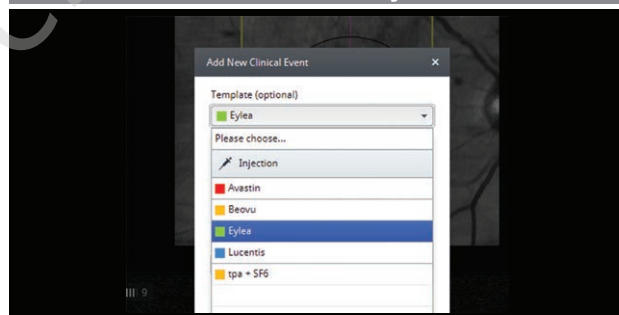 Add New Clinical Event ×
Template (optional)
Eylea
Please choose...
Injection
Avastin
Beovu
Eylea
Lucentis
tpa + SF6
9